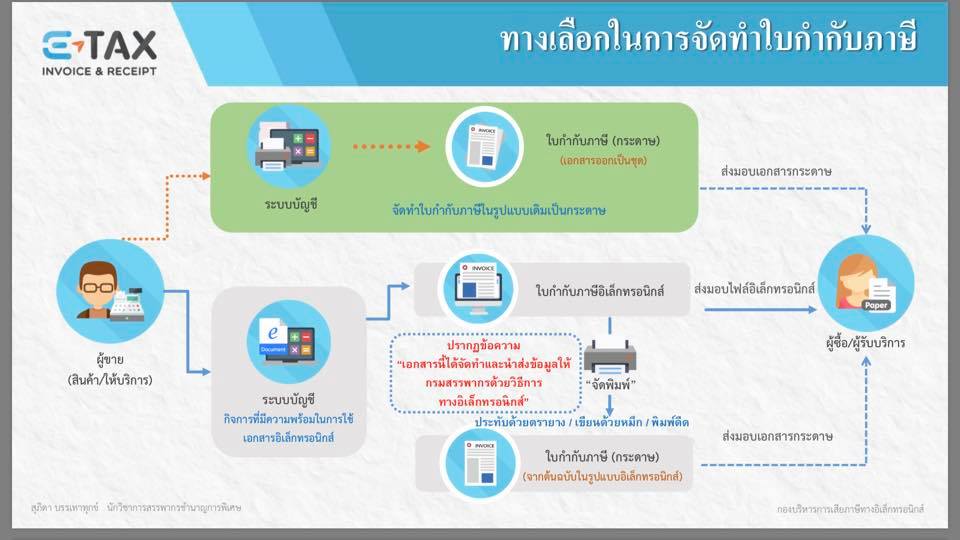 E-TAX
INVOICE & RECEIPT
ทางเลือกในการจัดทำใบกำกับภาษี
INVOICE
ใบกำกับภาษี (กระดาษ)
(เอกสารออกเป็นชุด)
ระบบบัญชี
จัดทำใบกำกับภาษีในรูปแบบเดิมเป็นกระดาษ
ส่งมอบเอกสารกระดาษ
ผู้ขาย
(สินค้า/ให้บริการ)
e
Document
ระบบบัญชี
กิจการที่มีความพร้อมในการใช้
เอกสารอิเล็กทรอนิกส์
INVOICE
ใบกำกับภาษีอิเล็กทรอนิกส์
ส่งมอบไฟล์อิเล็กทรอนิกส์
Paper
ผู้ซื้อ/ผู้รับบริการ
ปรากฏข้อความ
“เอกสารนี้ได้จัดทำและนำส่งข้อมูลให้
กรมสรรพากรด้วยวิธีการ
ทางอิเล็กทรอนิกส์”
“จัดพิมพ์”
ประทับด้วยตรายาง / เขียนด้วยหมึก / พิมพ์ดีด
INVOICE
ใบกำกับภาษี (กระดาษ)
(จากต้นฉบับในรูปแบบอิเล็กทรอนิกส์)
ส่งมอบเอกสารกระดาษ
สุภิดา บรรเทาทุกข์ นักวิชาการสรรพากรชำนาญการพิเศษ
กองบริหารการเสียภาษีทางอิเล็กทรอนิกส์